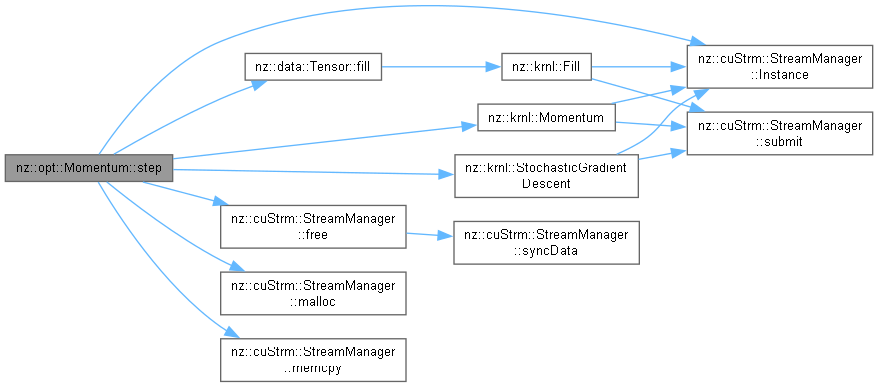 nz::opt::Momentum::step
nz::data::Tensor::fill
nz::krnl::Fill
nz::cuStrm::StreamManager
::Instance
nz::krnl::Momentum
nz::cuStrm::StreamManager
::submit
nz::krnl::StochasticGradient
Descent
nz::cuStrm::StreamManager
::free
nz::cuStrm::StreamManager
::syncData
nz::cuStrm::StreamManager
::malloc
nz::cuStrm::StreamManager
::memcpy